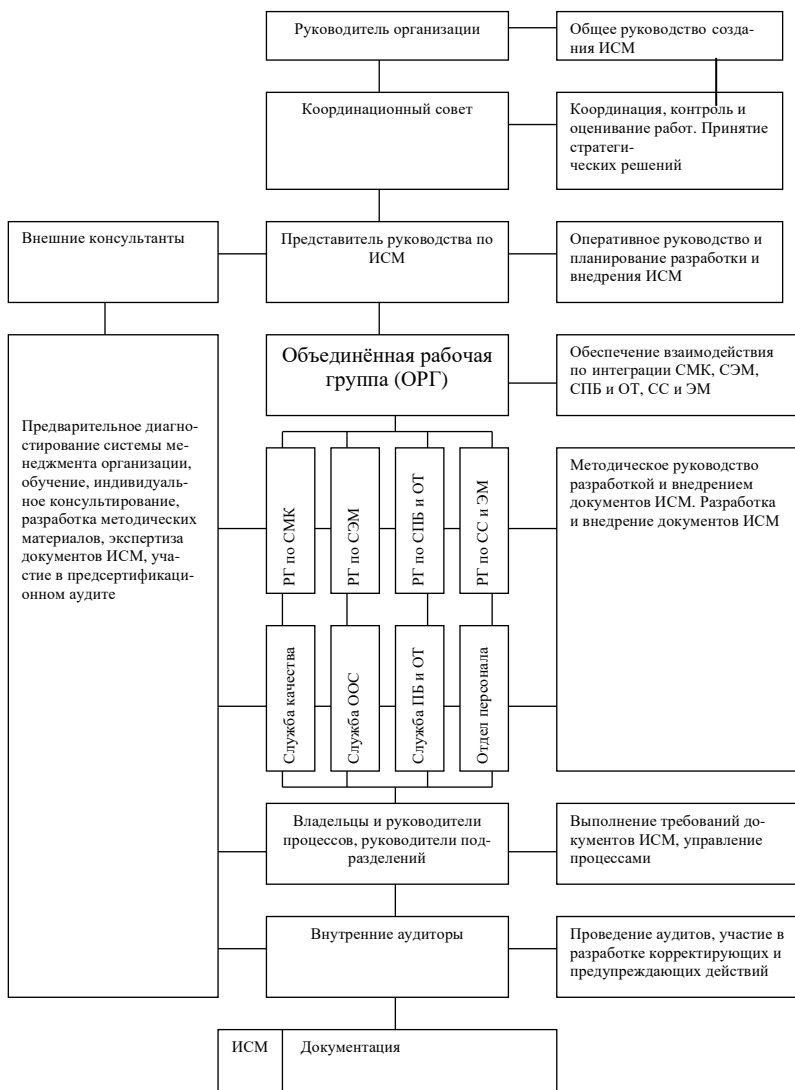 Руководитель организации
Общее руководство созда-
ния ИСМ
Координационный совет
Координация, контроль и
оценивание работ. Принятие
стратеги-
ческих решений
Внешние консультанты
Представитель руководства по
ИСМ
Оперативное руководство и
планирование разработки и
внедрения ИСМ
Объединённая рабочая
группа (ОРГ)
Обеспечение взаимодействия
по интеграции СМК, СЭМ,
СПБ и ОТ, СС и ЭМ
Предварительное диагно-
стирование системы ме-
неджмента организации,
обучение, индивидуаль-
ное консультирование,
разработка методических
материалов, экспертиза
документов ИСМ, уча-
стие в предсертификаци-
онном аудите
РГ по СМК
РГ по СЭМ
РГ по СПБ и ОТ
РГ по СС и ЭМ
Методическое руководство
разработкой и внедрением
документов ИСМ. Разработка
и внедрение документов ИСМ
Служба качества
Служба ООС
Служба ПБ и ОТ
Отдел персонала
Владельцы и руководители
процессов, руководители под-
разделений
Выполнение требований до-
кументов ИСМ, управление
процессами
Внутренние аудиторы
Проведение аудитов, участие в
разработке корректирующих и
предупреждающих действий
ИСМ
Документация